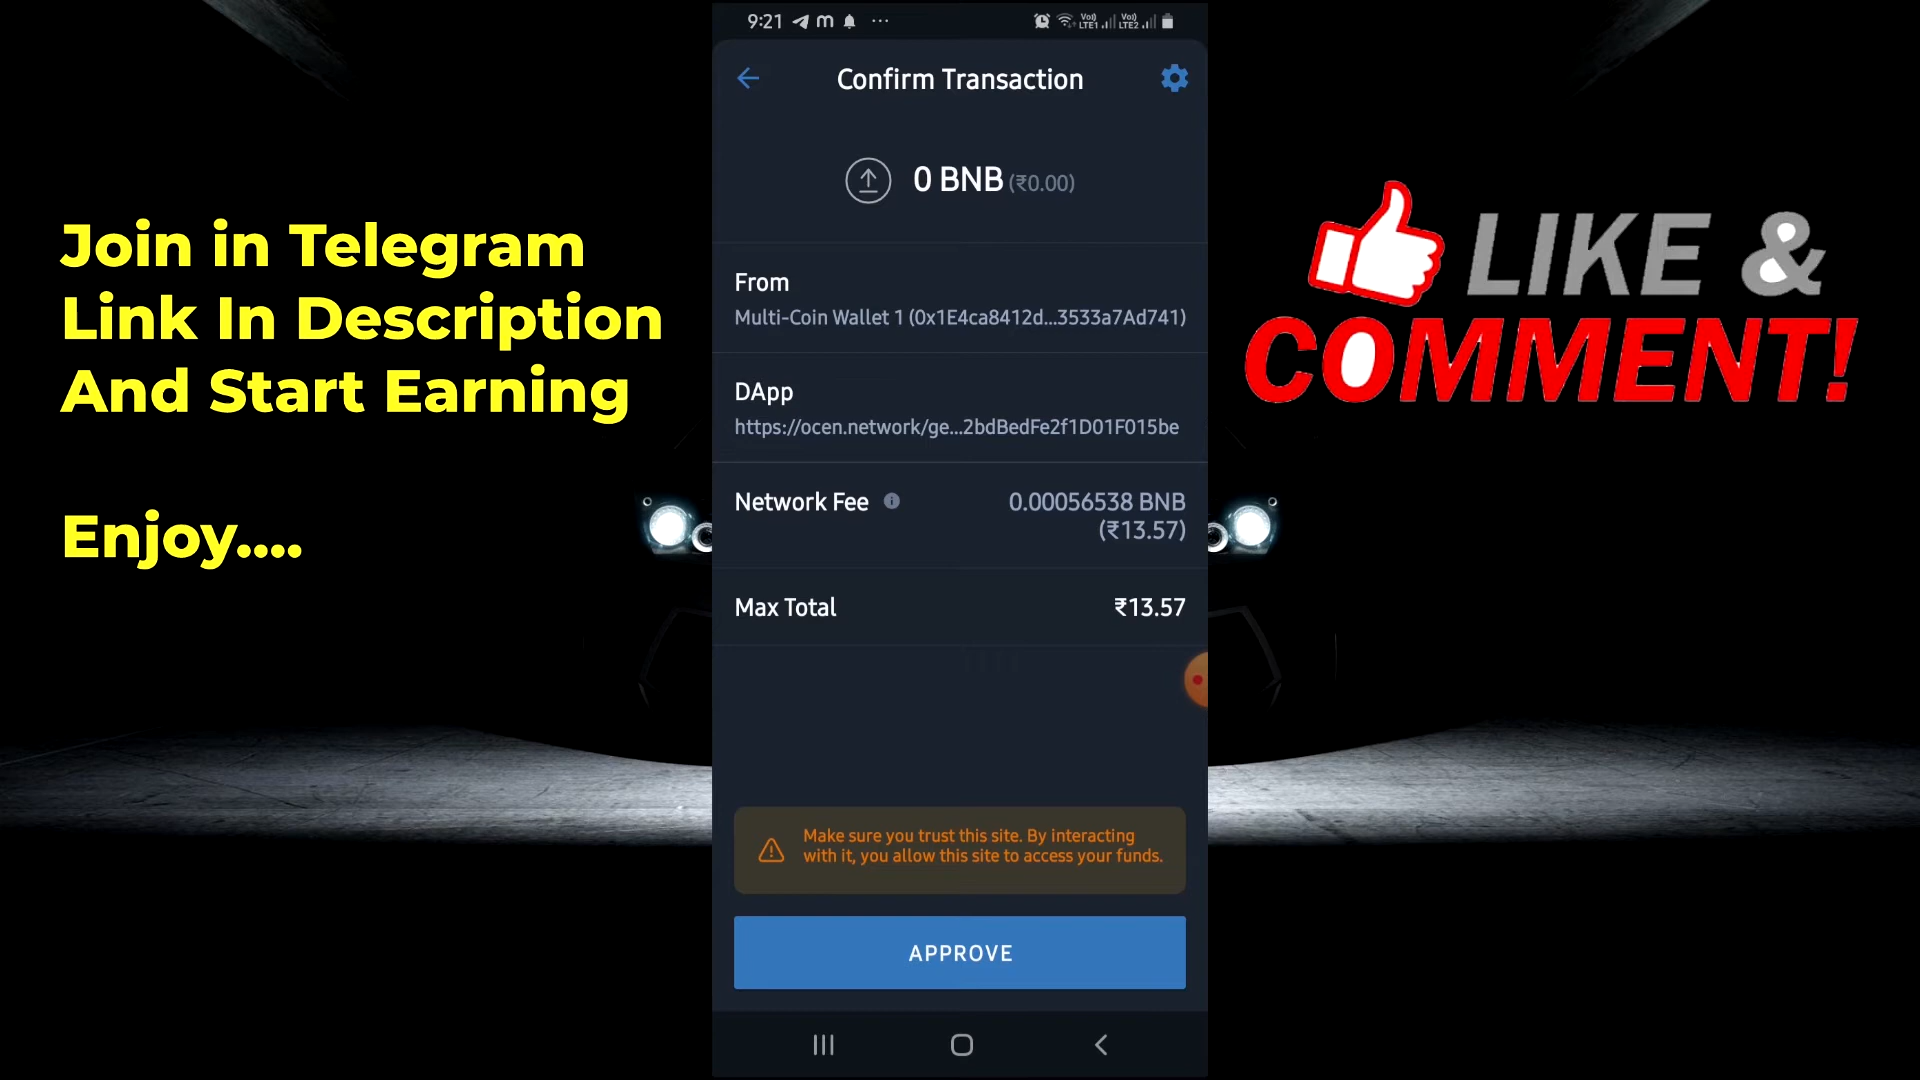 9:21
LTE1
LTE2
Confirm Transaction
0 BNB (₹0.00)
From
Multi-Coin Wallet 1 (0x1E4ca8412d...3533a7Ad741)
DApp
https://ocen.network/ge...2bdBedFe2f1D01F015be
Network Fee
0.00056538 BNB
(₹13.57)
Max Total
₹13.57
Make sure you trust this site. By interacting
with it, you allow this site to access your funds.
APPROVE
Join in Telegram
Link In Description
And Start Earning
Enjoy....
LIKE &
COMMENT!